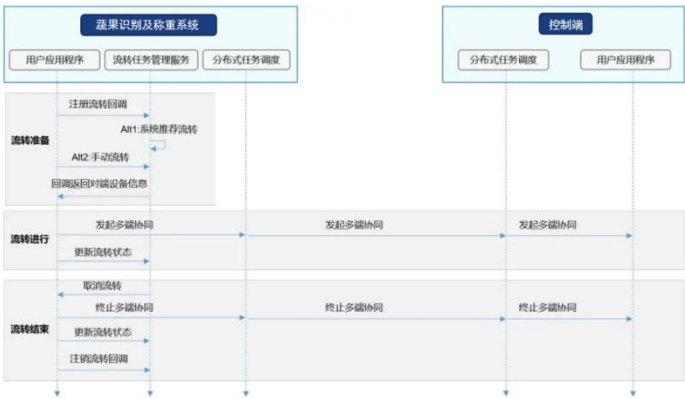 蔬果识别及称重系统
控制端
用户应用程序
流转任务管理服务
分布式任务调度
分布式任务调度
用户应用程序
流转准备
注册流转回调
Alt1:系统推荐流转
Alt2:手动流转
回调返回对端设备信息
流转进行
发起多端协同
发起多端协同
发起多端协同
更新流转状态
流转结束
取消流转
终止多端协同
终止多端协同
终止多端协同
更新流转状态
注销流转回调